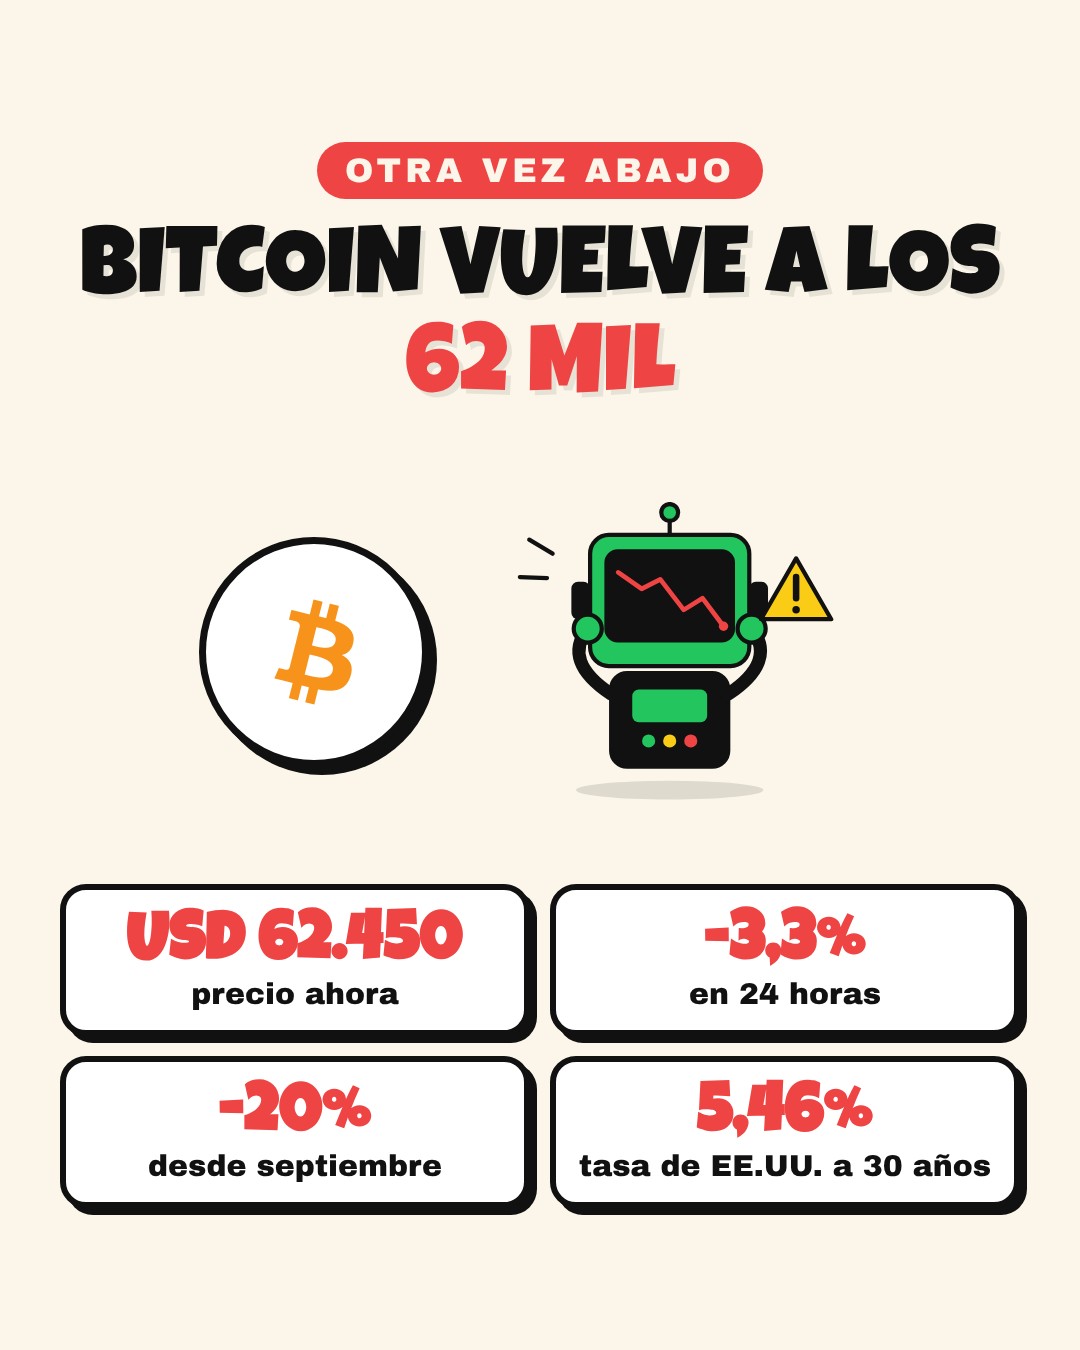 OTRA VEZ ABAJO
BITCOIN VUELVE A LOS
62 MIL
USD 62.450
precio ahora
-3,3%
en 24 horas
-20%
desde septiembre
5,46%
tasa de EE.UU. a 30 años